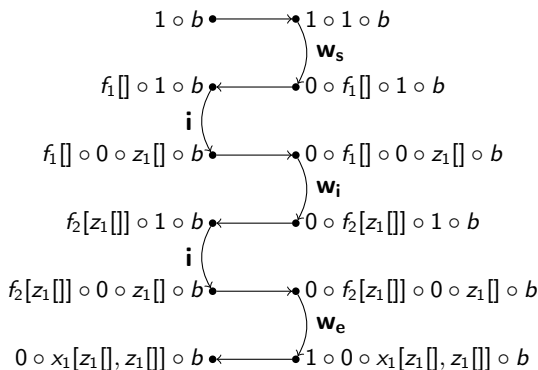 1 ∘ b 1 ∘ 1 ∘ b
w_s
f₁[] ∘ 1 ∘ b 0 ∘ f₁[] ∘ 1 ∘ b
i
f₁[] ∘ 0 ∘ z₁[] ∘ b 0 ∘ f₁[] ∘ 0 ∘ z₁[] ∘ b
w_i
f₂[z₁[]] ∘ 1 ∘ b 0 ∘ f₂[z₁[]] ∘ 1 ∘ b
i
f₂[z₁[]] ∘ 0 ∘ z₁[] ∘ b 0 ∘ f₂[z₁[]] ∘ 0 ∘ z₁[] ∘ b
w_e
0 ∘ x₁[z₁[], z₁[]] ∘ b 1 ∘ 0 ∘ x₁[z₁[], z₁[]] ∘ b